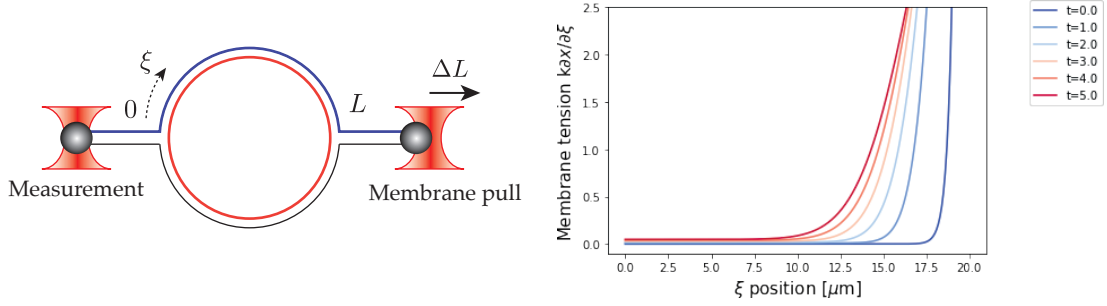 ξ
0
L
ΔL
Measurement
Membrane pull
Membrane tension k∂x/∂ξ
2.5
2.0
1.5
1.0
0.5
0.0
0.0 2.5 5.0 7.5 10.0 12.5 15.0 17.5 20.0
ξ position [μm]
t=0.0
t=1.0
t=2.0
t=3.0
t=4.0
t=5.0